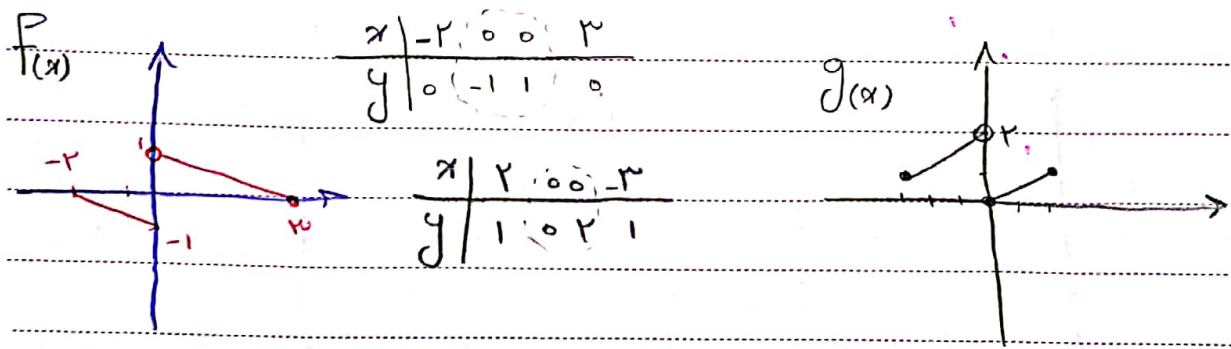 f(x)
x | -۲ ۰ ۰ ۳
y | ۰ -۱ ۱ ۰
g(x)
۱
-۲
۳
-۱
x | ۲ ۰ ۰ -۳
y | ۱ ۰ ۲ ۱
۲